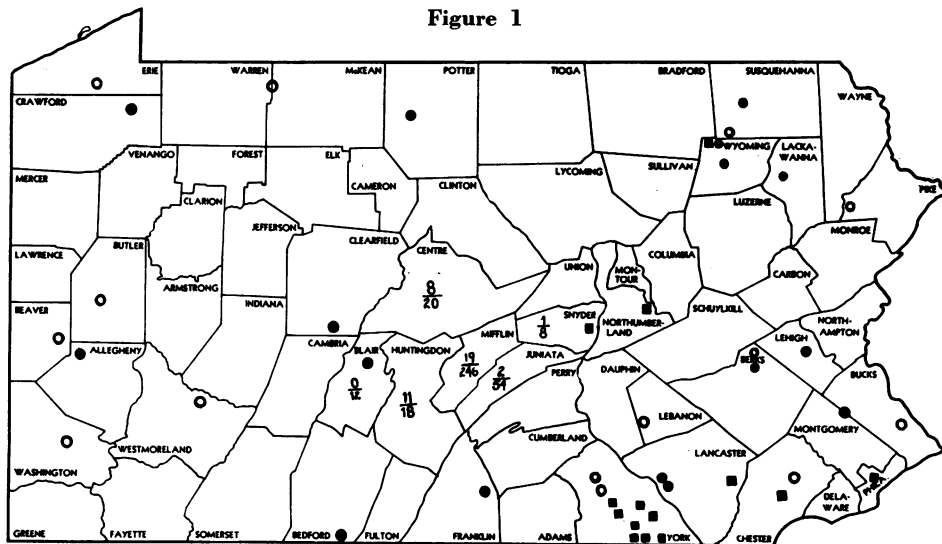 Figure 1
ERIE
WARREN
McKEAN
POTTER
TIOGA
BRADFORD
SUSQUEHANNA
WAYNE
CRAWFORD
VENANGO
FOREST
ELK
CAMERON
CLINTON
LYCOMING
SULLIVAN
WYOMING
LACKA-
WANNA
PIKE
MERCER
CLARION
JEFFERSON
CLEARFIELD
CENTRE
UNION
MON-
TOUR
COLUMBIA
LUZERNE
MONROE
LAWRENCE
BUTLER
ARMSTRONG
INDIANA
8
20
CARBON
BEAVER
ALLEGHENY
CAMBRIA
BLAIR
HUNTINGDON
MIFFLIN
1
8
SNYDER
NORTHUMBER-
LAND
SCHUYLKILL
NORTH-
AMPTON
LEHIGH
0
12
11
18
19
246
2
34
JUNIATA
PERRY
DAUPHIN
BERKS
BUCKS
LEBANON
WASHINGTON
WESTMORELAND
CUMBERLAND
LANCASTER
MONTGOMERY
PHILA.
DELA-
WARE
GREENE
FAYETTE
SOMERSET
BEDFORD
FULTON
FRANKLIN
ADAMS
YORK
CHESTER